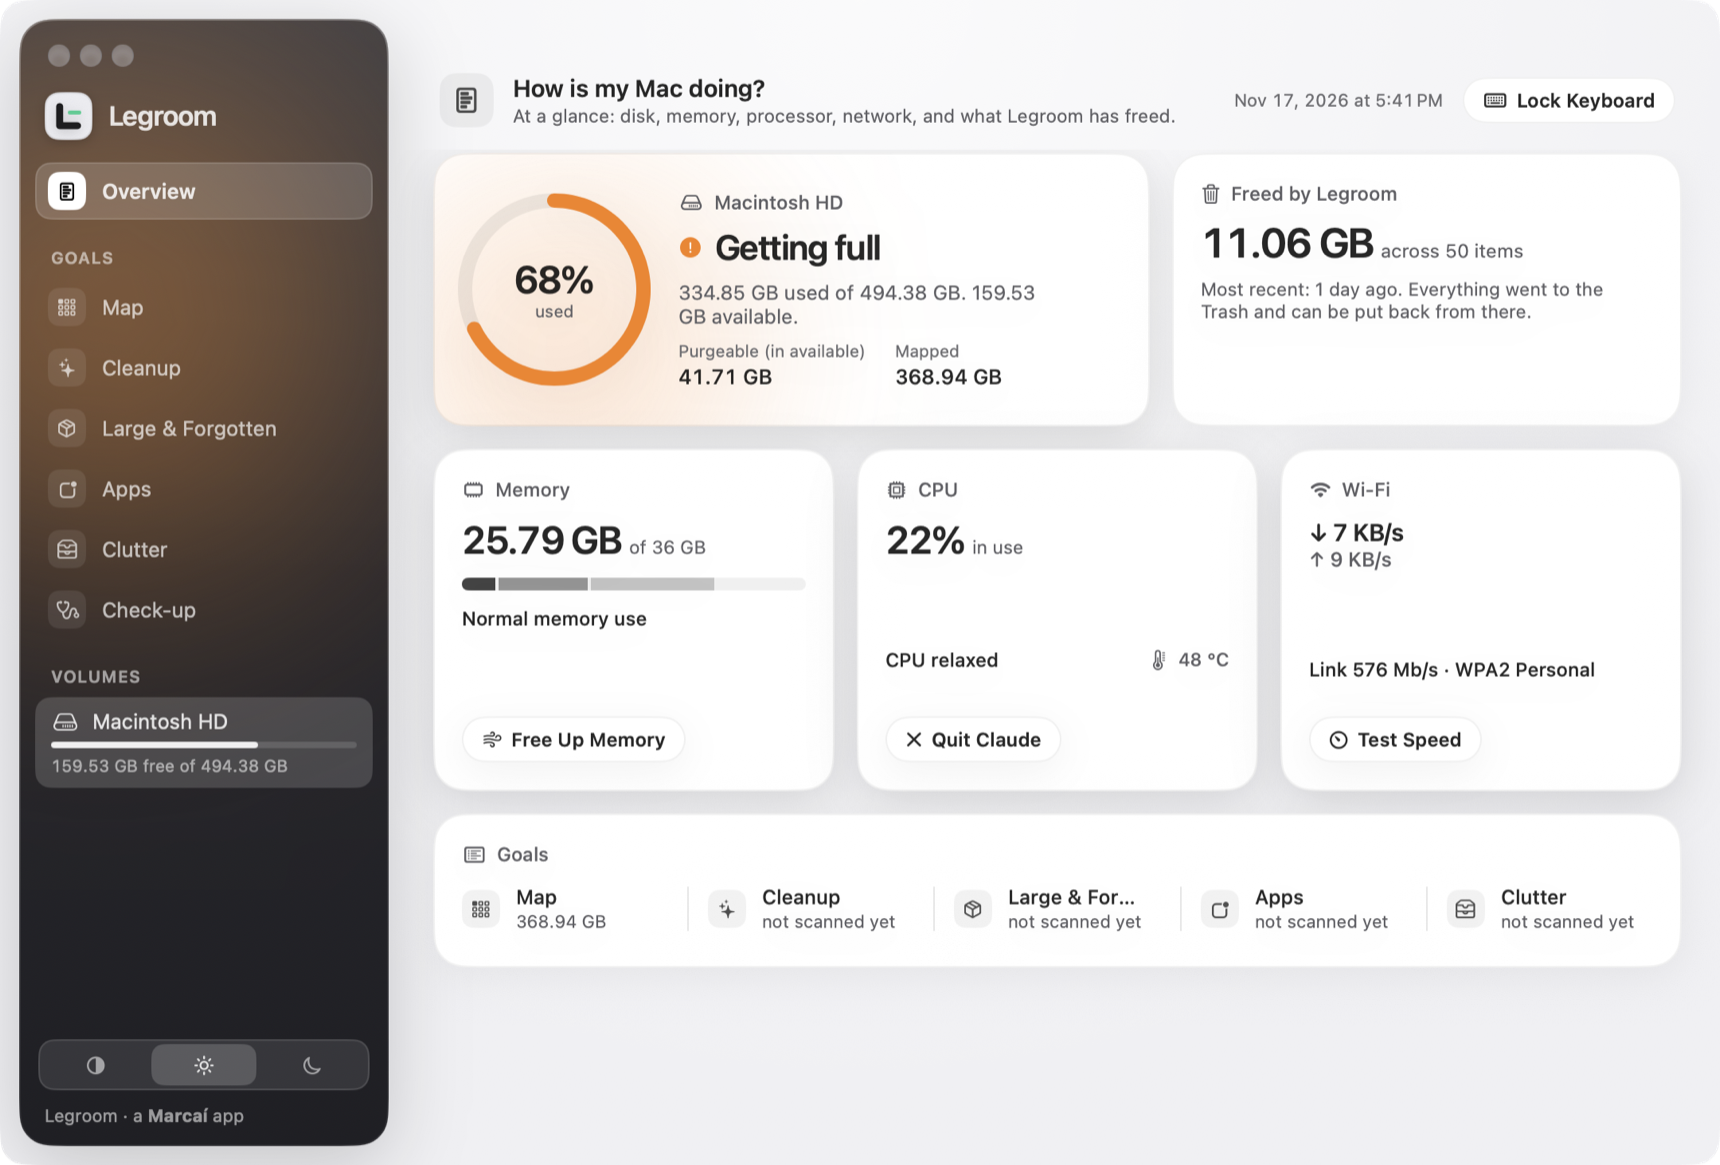 Legroom
Overview
GOALS
Map
Cleanup
Large & Forgotten
Apps
Clutter
Check-up
VOLUMES
Macintosh HD
159.53 GB free of 494.38 GB
Legroom · a Marcaí app
How is my Mac doing?
At a glance: disk, memory, processor, network, and what Legroom has freed.
Nov 17, 2026 at 5:41 PM
Lock Keyboard
68%
used
Macintosh HD
Getting full
334.85 GB used of 494.38 GB. 159.53
GB available.
Purgeable (in available)
41.71 GB
Mapped
368.94 GB
Freed by Legroom
11.06 GB across 50 items
Most recent: 1 day ago. Everything went to the
Trash and can be put back from there.
Memory
25.79 GB of 36 GB
Normal memory use
Free Up Memory
CPU
22% in use
CPU relaxed
48 °C
Quit Claude
Wi-Fi
↓ 7 KB/s
↑ 9 KB/s
Link 576 Mb/s · WPA2 Personal
Test Speed
Goals
Map
368.94 GB
Cleanup
not scanned yet
Large & For...
not scanned yet
Apps
not scanned yet
Clutter
not scanned yet